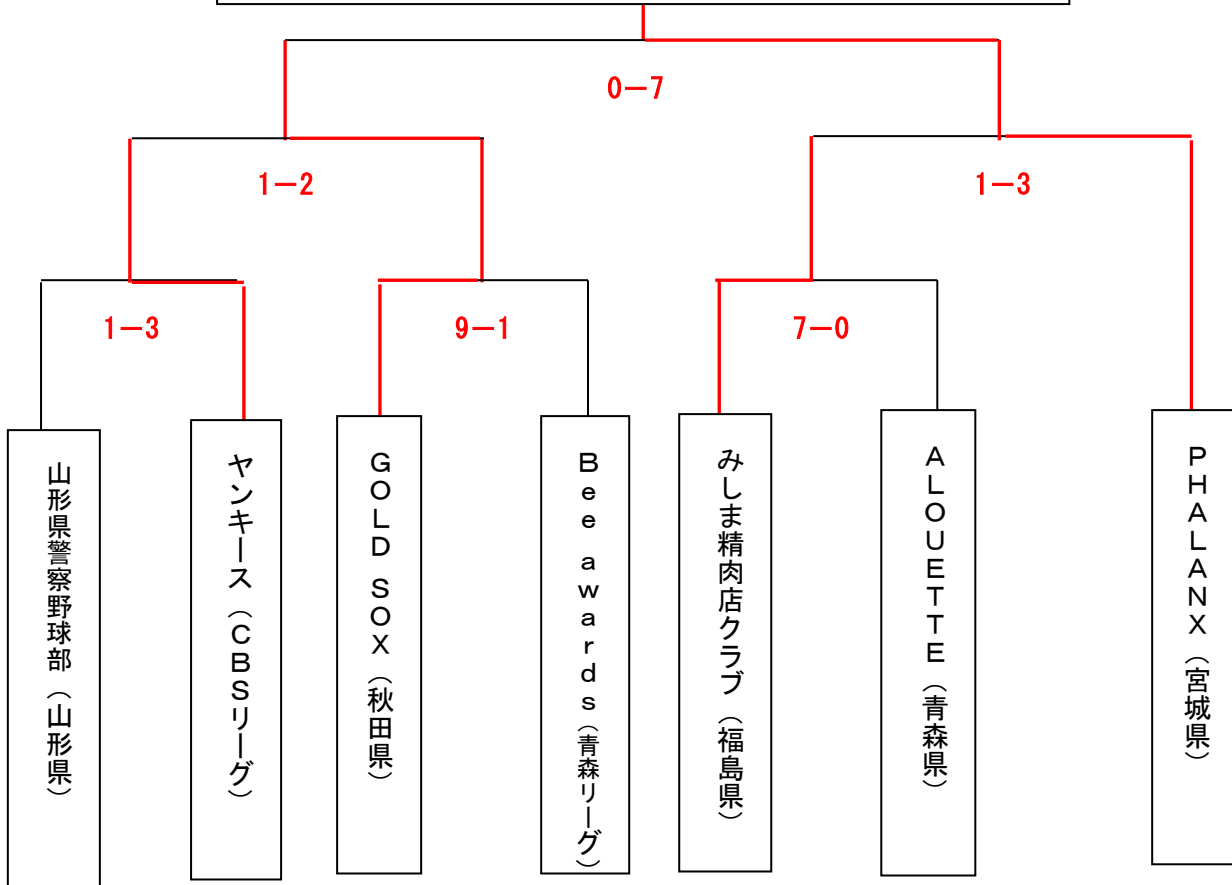 0－7
1－2
1－3
1－3
9－1
7－0
山形県警察野球部（山形県）
ヤンキース（CBSリーグ）
GOLD SOX（秋田県）
Bee awards（青森リーグ）
みしま精肉店クラブ（福島県）
ALOUETTE（青森県）
PHALANX（宮城県）